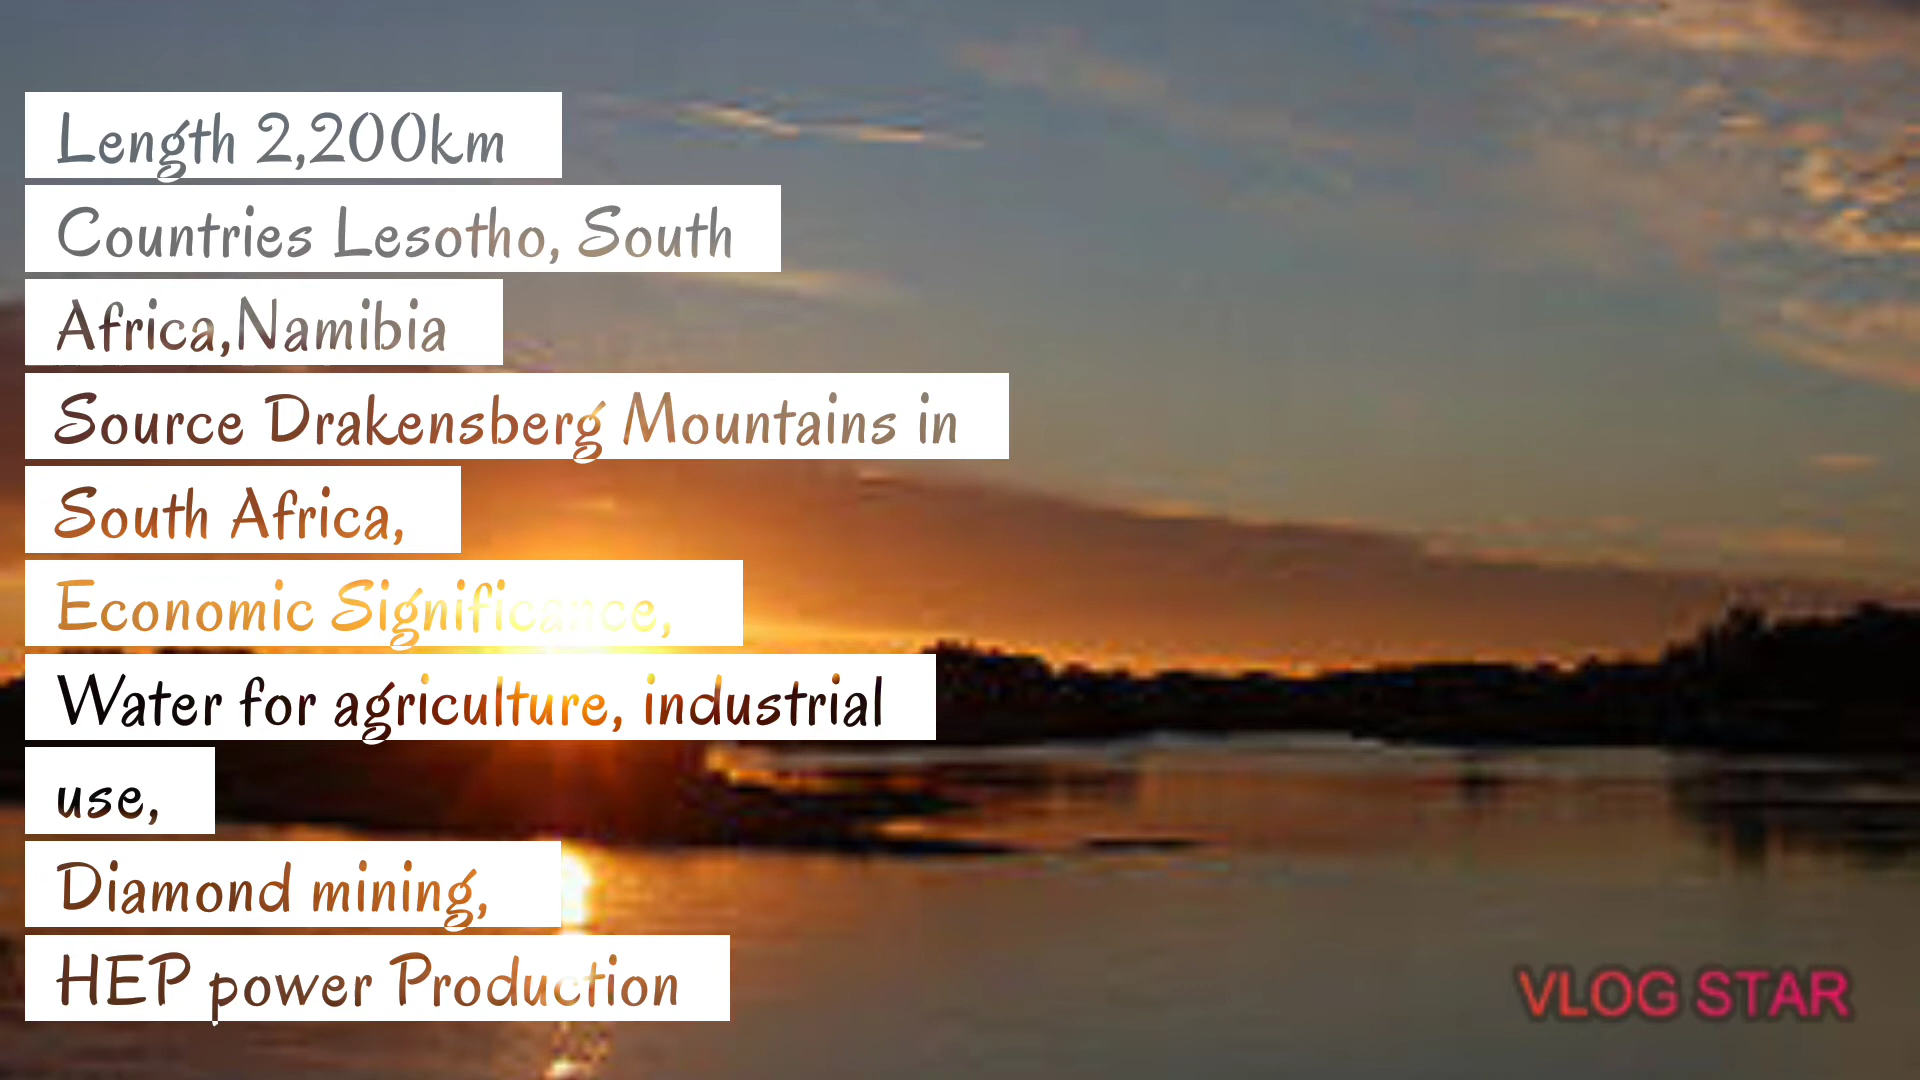 Length 2,200km
Countries Lesotho, South
Africa,Namibia
Source Drakensberg Mountains in
South Africa,
Economic Significance,
Water for agriculture, industrial
use,
Diamond mining,
HEP power Production
VLOG STAR